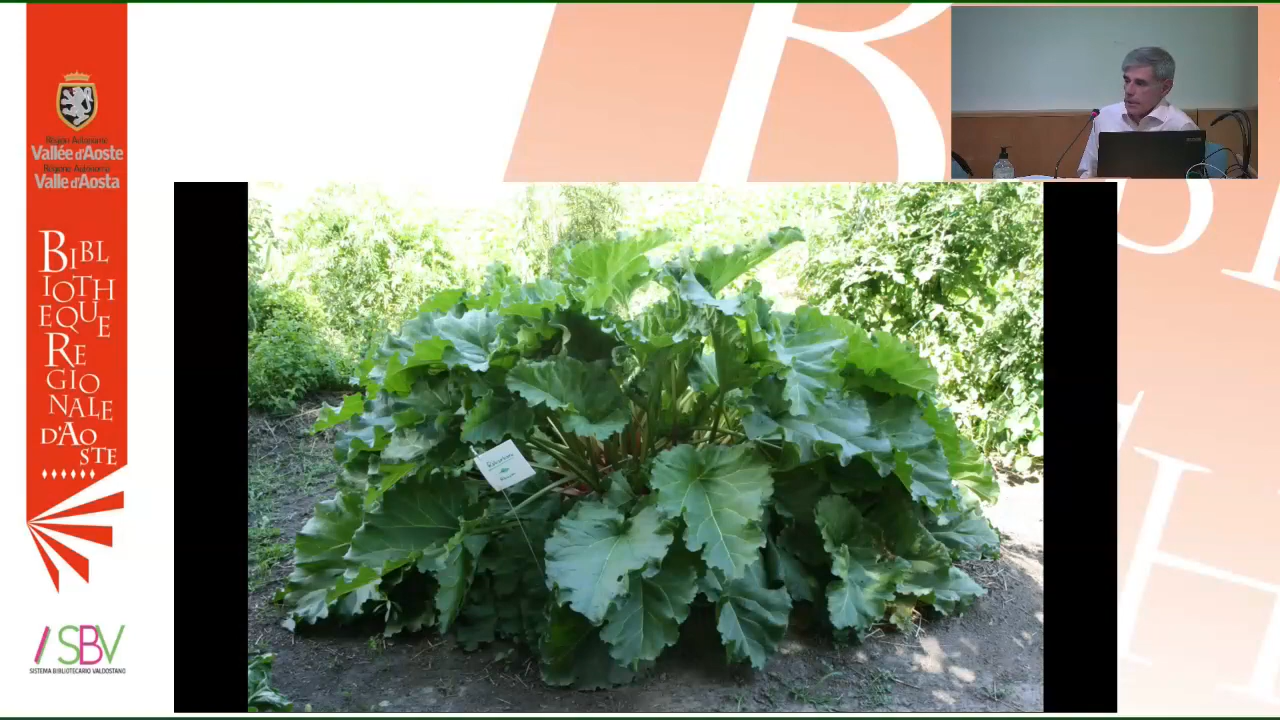 Région Autonome
Vallée d'Aoste
Regione Autonoma
Valle d'Aosta
BIBL
IOTH
EQUE
RE
GIO
NALE
D'AO
STE
/SBV
SISTEMA BIBLIOTECARIO VALDOSTANO